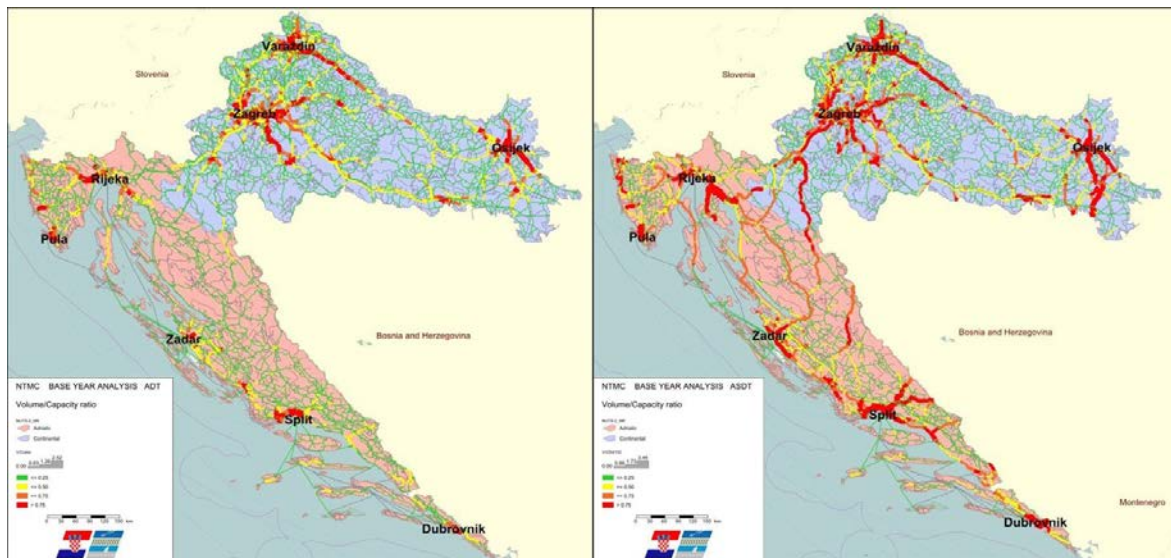 Varaždin
Slovenia
Zagreb
Osijek
Rijeka
Pula
Zadar
Bosnia and Herzegovina
Split
Dubrovnik
NTMC BASE YEAR ANALYSIS ADT
Volume/Capacity ratio
Adriatic
Continental
<= 0.25
<= 0.50
<= 0.75
> 0.75
Varaždin
Slovenia
Zagreb
Osijek
Rijeka
Pula
Zadar
Bosnia and Herzegovina
Split
Montenegro
Dubrovnik
NTMC BASE YEAR ANALYSIS ASDT
Volume/Capacity ratio
Adriatic
Continental
<= 0.25
<= 0.50
<= 0.75
> 0.75